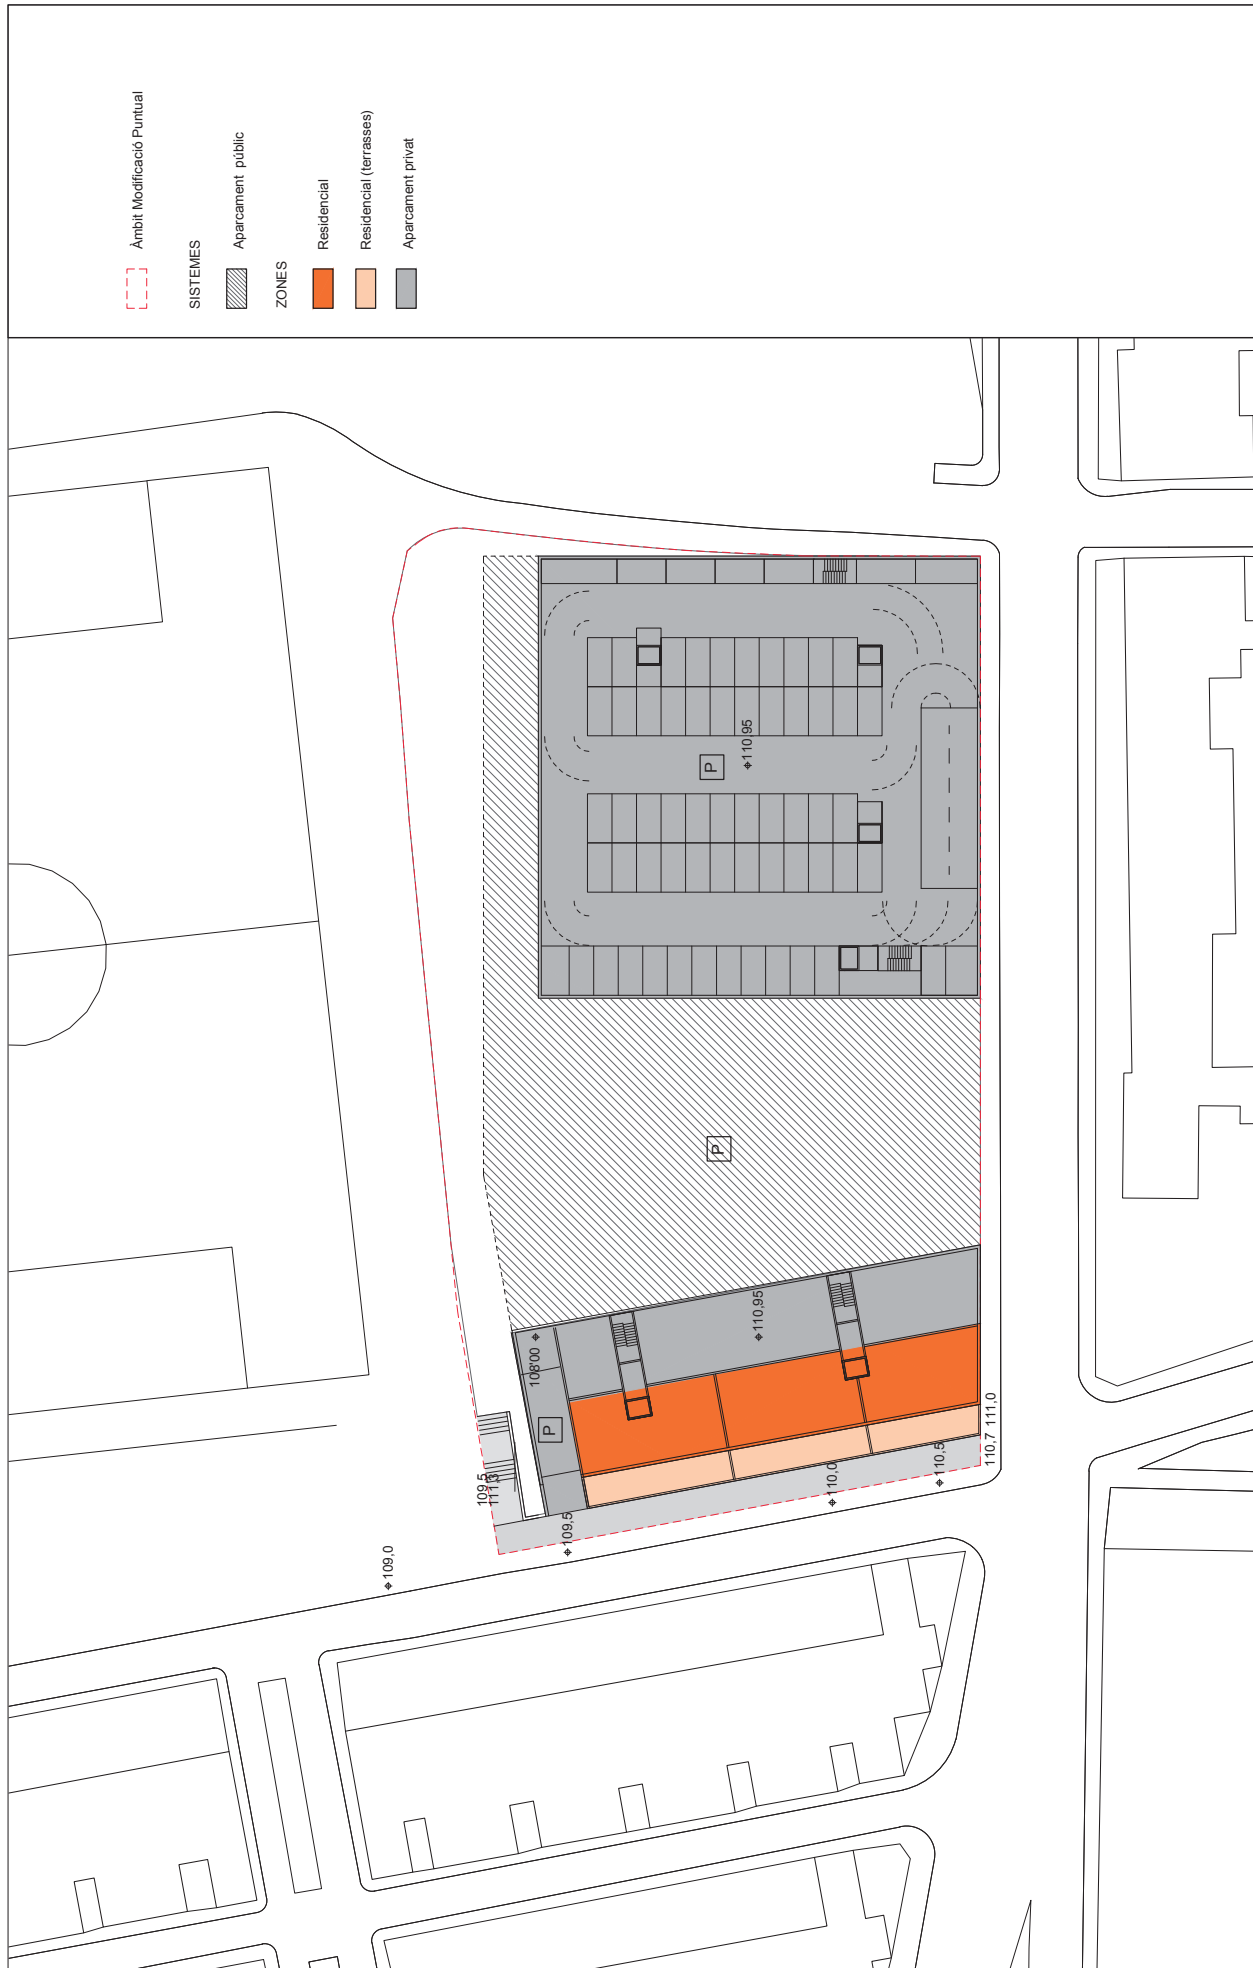 Àmbit Modificació Puntual
SISTEMES
Aparcament públic
ZONES
Residencial
Residencial (terrasses)
Aparcament privat
P
110,95
P
110,95
108'00
P
109,5
111,3
109,0
109,5
110,0
110,5
110,7 111,0